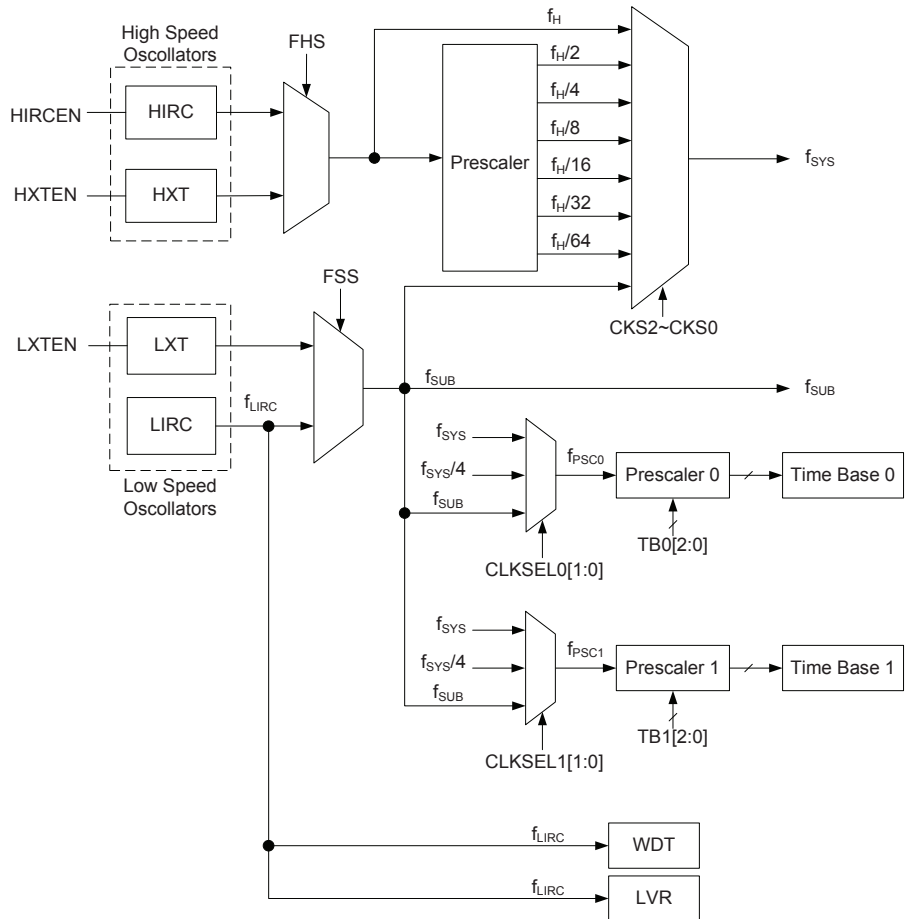 High Speed
Oscollators
FHS
HIRCEN
HIRC
HXTEN
HXT
Prescaler
fH
fH/2
fH/4
fH/8
fH/16
fH/32
fH/64
fSYS
CKS2~CKS0
FSS
LXTEN
LXT
LIRC
fLIRC
Low Speed
Oscollators
fSUB
fSUB
fSYS
fSYS/4
fSUB
fPSC0
Prescaler 0
Time Base 0
TB0[2:0]
CLKSEL0[1:0]
fSYS
fSYS/4
fSUB
fPSC1
Prescaler 1
Time Base 1
TB1[2:0]
CLKSEL1[1:0]
fLIRC
WDT
fLIRC
LVR